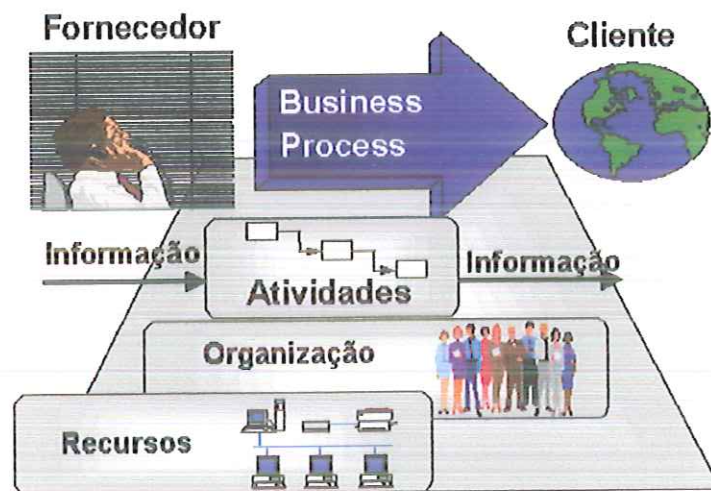 Fornecedor
Cliente
Business
Process
Informação
Informação
Atividades
Organização
Recursos